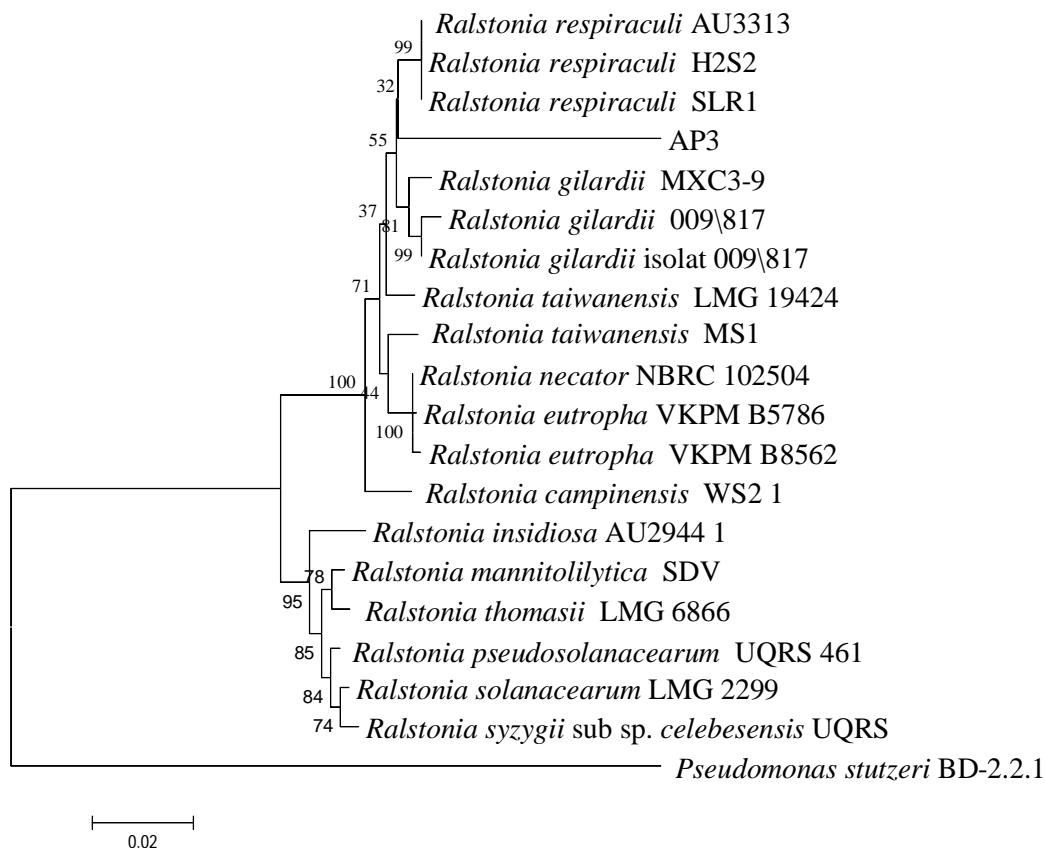 Ralstonia respiraculi AU3313
99
Ralstonia respiraculi H2S2
32
Ralstonia respiraculi SLR1
55
AP3
Ralstonia gilardii MXC3-9
37
81
Ralstonia gilardii 009\817
99
Ralstonia gilardii isolat 009\817
71
Ralstonia taiwanensis LMG 19424
Ralstonia taiwanensis MS1
100
44
Ralstonia necator NBRC 102504
Ralstonia eutropha VKPM B5786
100
Ralstonia eutropha VKPM B8562
Ralstonia campinensis WS2 1
Ralstonia insidiosa AU2944 1
78
Ralstonia mannitolilytica SDV
95
Ralstonia thomasii LMG 6866
85
Ralstonia pseudosolanacearum UQRS 461
84
Ralstonia solanacearum LMG 2299
74
Ralstonia syzygii sub sp. celebesensis UQRS
Pseudomonas stutzeri BD-2.2.1
0.02